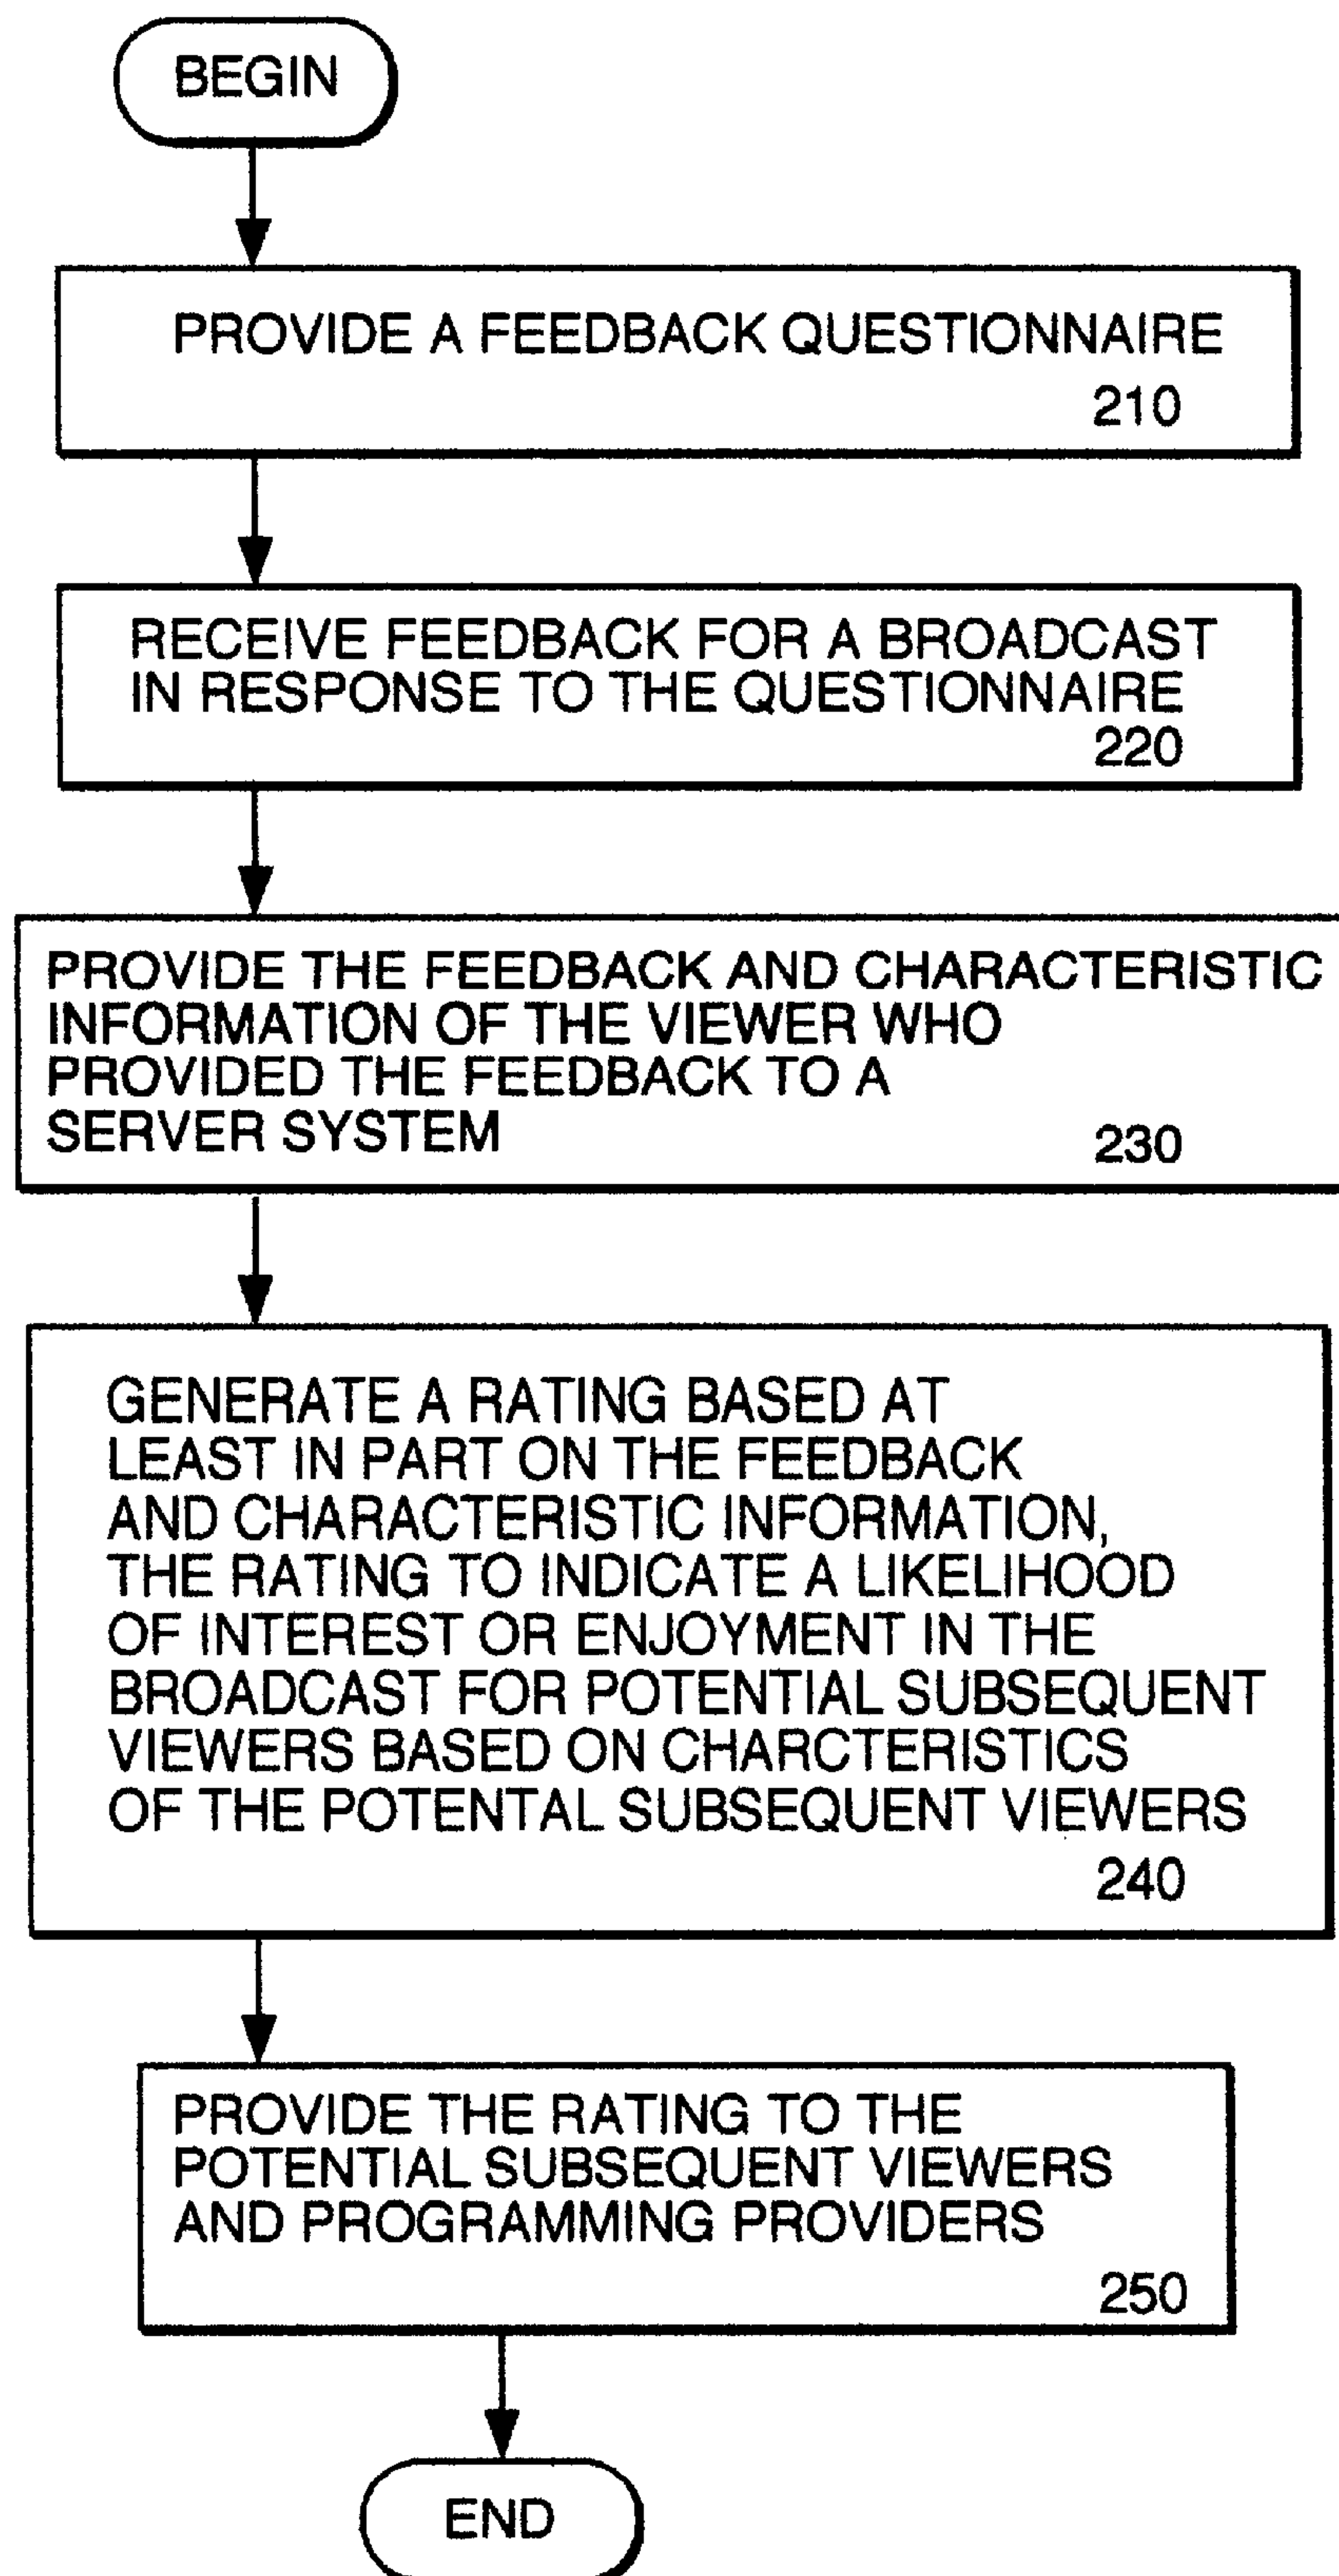 BEGIN
PROVIDE A FEEDBACK QUESTIONNAIRE
210
RECEIVE FEEDBACK FOR A BROADCAST
IN RESPONSE TO THE QUESTIONNAIRE
220
PROVIDE THE FEEDBACK AND CHARACTERISTIC
INFORMATION OF THE VIEWER WHO
PROVIDED THE FEEDBACK TO A
SERVER SYSTEM
230
GENERATE A RATING BASED AT
LEAST IN PART ON THE FEEDBACK
AND CHARACTERISTIC INFORMATION,
THE RATING TO INDICATE A LIKELIHOOD
OF INTEREST OR ENJOYMENT IN THE
BROADCAST FOR POTENTIAL SUBSEQUENT
VIEWERS BASED ON CHARCTERISTICS
OF THE POTENTAL SUBSEQUENT VIEWERS
240
PROVIDE THE RATING TO THE
POTENTIAL SUBSEQUENT VIEWERS
AND PROGRAMMING PROVIDERS
250
END